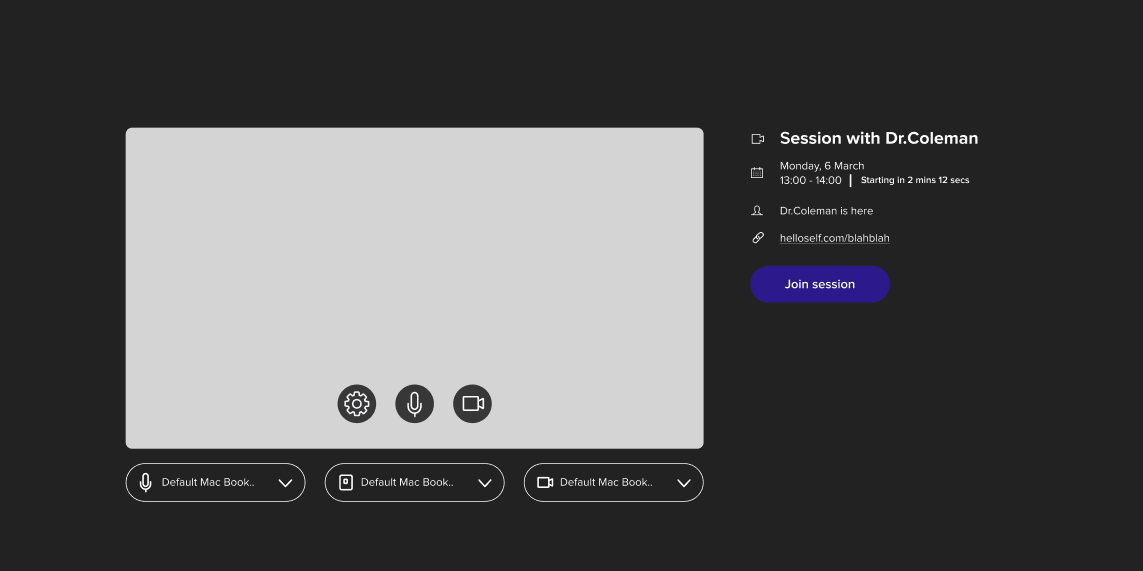 Session with Dr.Coleman
Monday, 6 March
13:00 - 14:00 | Starting in 2 mins 12 secs
Dr.Coleman is here
helloself.com/blahblah
Join session
Default Mac Book.. Default Mac Book.. Default Mac Book..